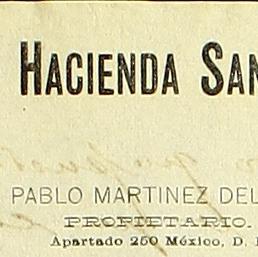 HACIENDA SAN
PABLO MARTINEZ DEL
PROPIETARIO.
Apartado 250 México, D.